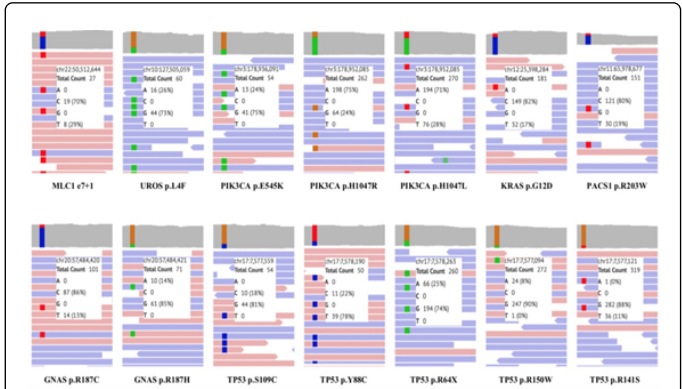 chr22:50,512,644
Total Count 27
A 0
C 19 (70%)
G 0
T 8 (29%)
chr10:127,505,059
Total Count 60
A 16 (26%)
C 0
G 44 (73%)
T 0
chr3:178,936,091
Total Count 54
A 13 (24%)
C 0
G 41 (75%)
T 0
chr3:178,952,085
Total Count 262
A 198 (75%)
C 0
G 64 (24%)
T 0
chr3:178,952,085
Total Count 270
A 194 (71%)
C 0
G 0
T 76 (28%)
chr12:25,398,284
Total Count 181
A 0
C 149 (82%)
G 0
T 32 (17%)
chr11:65,978,677
Total Count 151
A 0
C 121 (80%)
G 0
T 30 (19%)
MLC1 e7+1
UROS p.L4F
PIK3CA p.E545K
PIK3CA p.H1047R
PIK3CA p.H1047L
KRAS p.G12D
PACS1 p.R203W
chr20:57,484,420
Total Count 101
A 0
C 87 (86%)
G 0
T 14 (13%)
chr20:57,484,421
Total Count 71
A 10 (14%)
C 0
G 61 (85%)
T 0
chr17:7,577,559
Total Count 54
A 0
C 10 (18%)
G 44 (81%)
T 0
chr17:7,578,190
Total Count 50
A 0
C 11 (22%)
G 0
T 39 (78%)
chr17:7,578,263
Total Count 260
A 66 (25%)
C 0
G 194 (74%)
T 0
chr17:7,577,094
Total Count 272
A 24 (8%)
C 0
G 247 (90%)
T 1 (0%)
chr17:7,577,121
Total Count 319
A 1 (0%)
C 0
G 282 (88%)
T 36 (11%)
GNAS p.R187C
GNAS p.R187H
TP53 p.S109C
TP53 p.Y88C
TP53 p.R64X
TP53 p.R150W
TP53 p.R141S